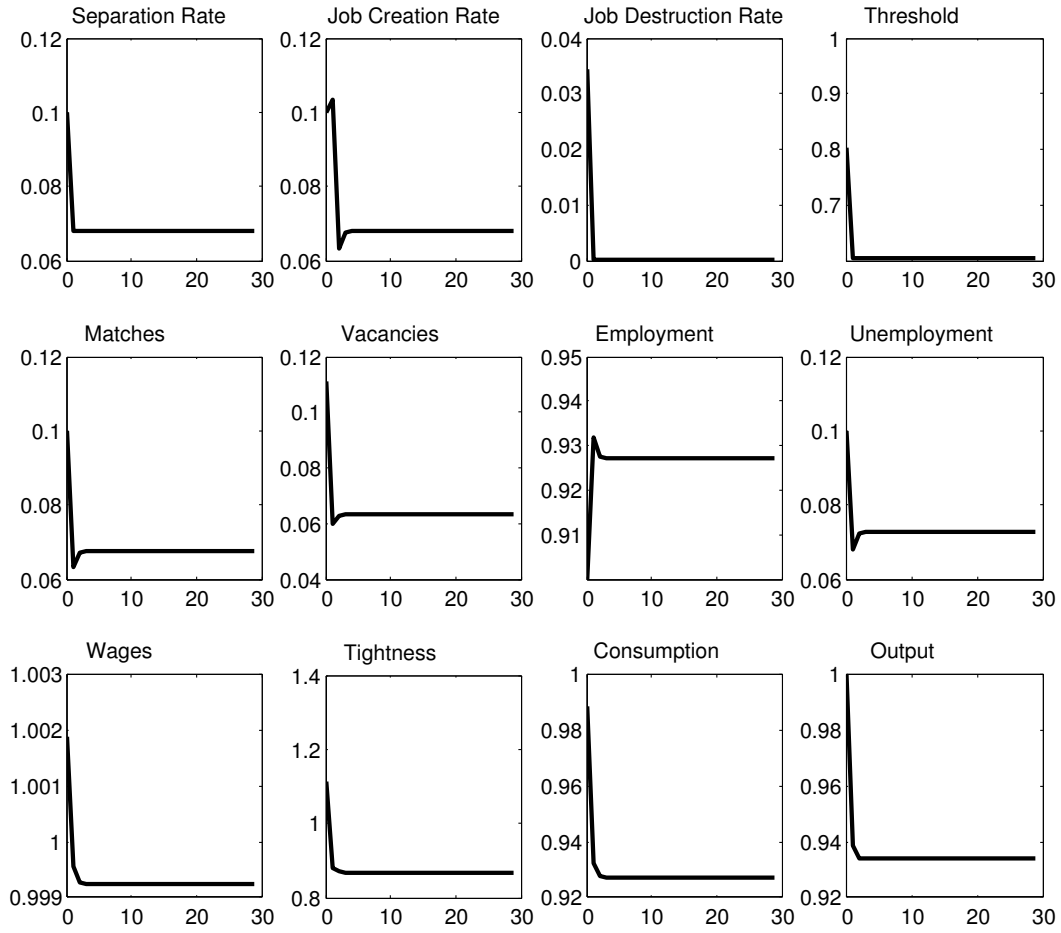 Separation Rate
0.12
0.1
0.08
0.06
0 10 20 30
Job Creation Rate
0.12
0.1
0.08
0.06
0 10 20 30
Job Destruction Rate
0.04
0.03
0.02
0.01
0
0 10 20 30
Threshold
1
0.9
0.8
0.7
0 10 20 30
Matches
0.12
0.1
0.08
0.06
0 10 20 30
Vacancies
0.12
0.1
0.08
0.06
0.04
0 10 20 30
Employment
0.95
0.94
0.93
0.92
0.91
0 10 20 30
Unemployment
0.12
0.1
0.08
0.06
0 10 20 30
Wages
1.003
1.002
1.001
1
0.999
0 10 20 30
Tightness
1.4
1.2
1
0.8
0 10 20 30
Consumption
1
0.98
0.96
0.94
0.92
0 10 20 30
Output
1
0.98
0.96
0.94
0.92
0 10 20 30